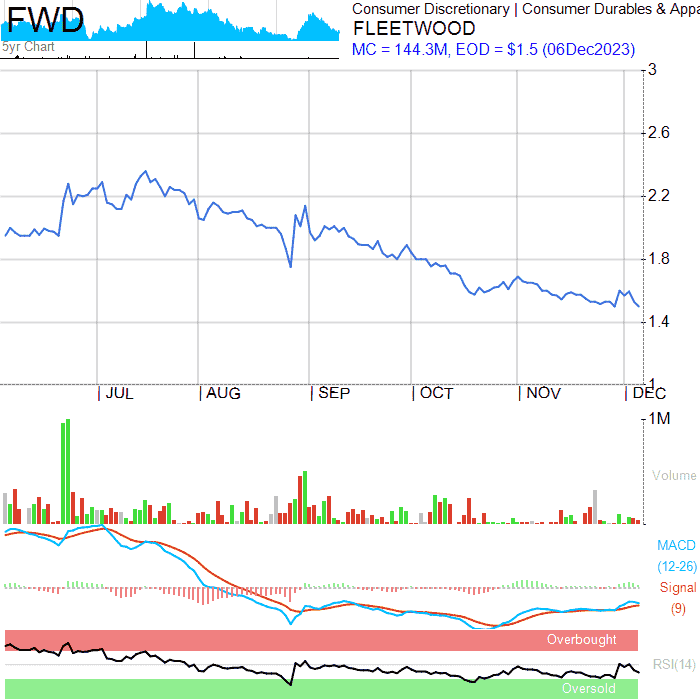 FWD
5yr Chart
Consumer Discretionary | Consumer Durables & Appa
FLEETWOOD
MC = 144.3M, EOD = $1.5 (06Dec2023)
3
2.6
2.2
1.8
1.4
1
JUL AUG SEP OCT NOV DEC
1M
Volume
MACD
(12-26)
Signal
(9)
Overbought
RSI(14)
Oversold